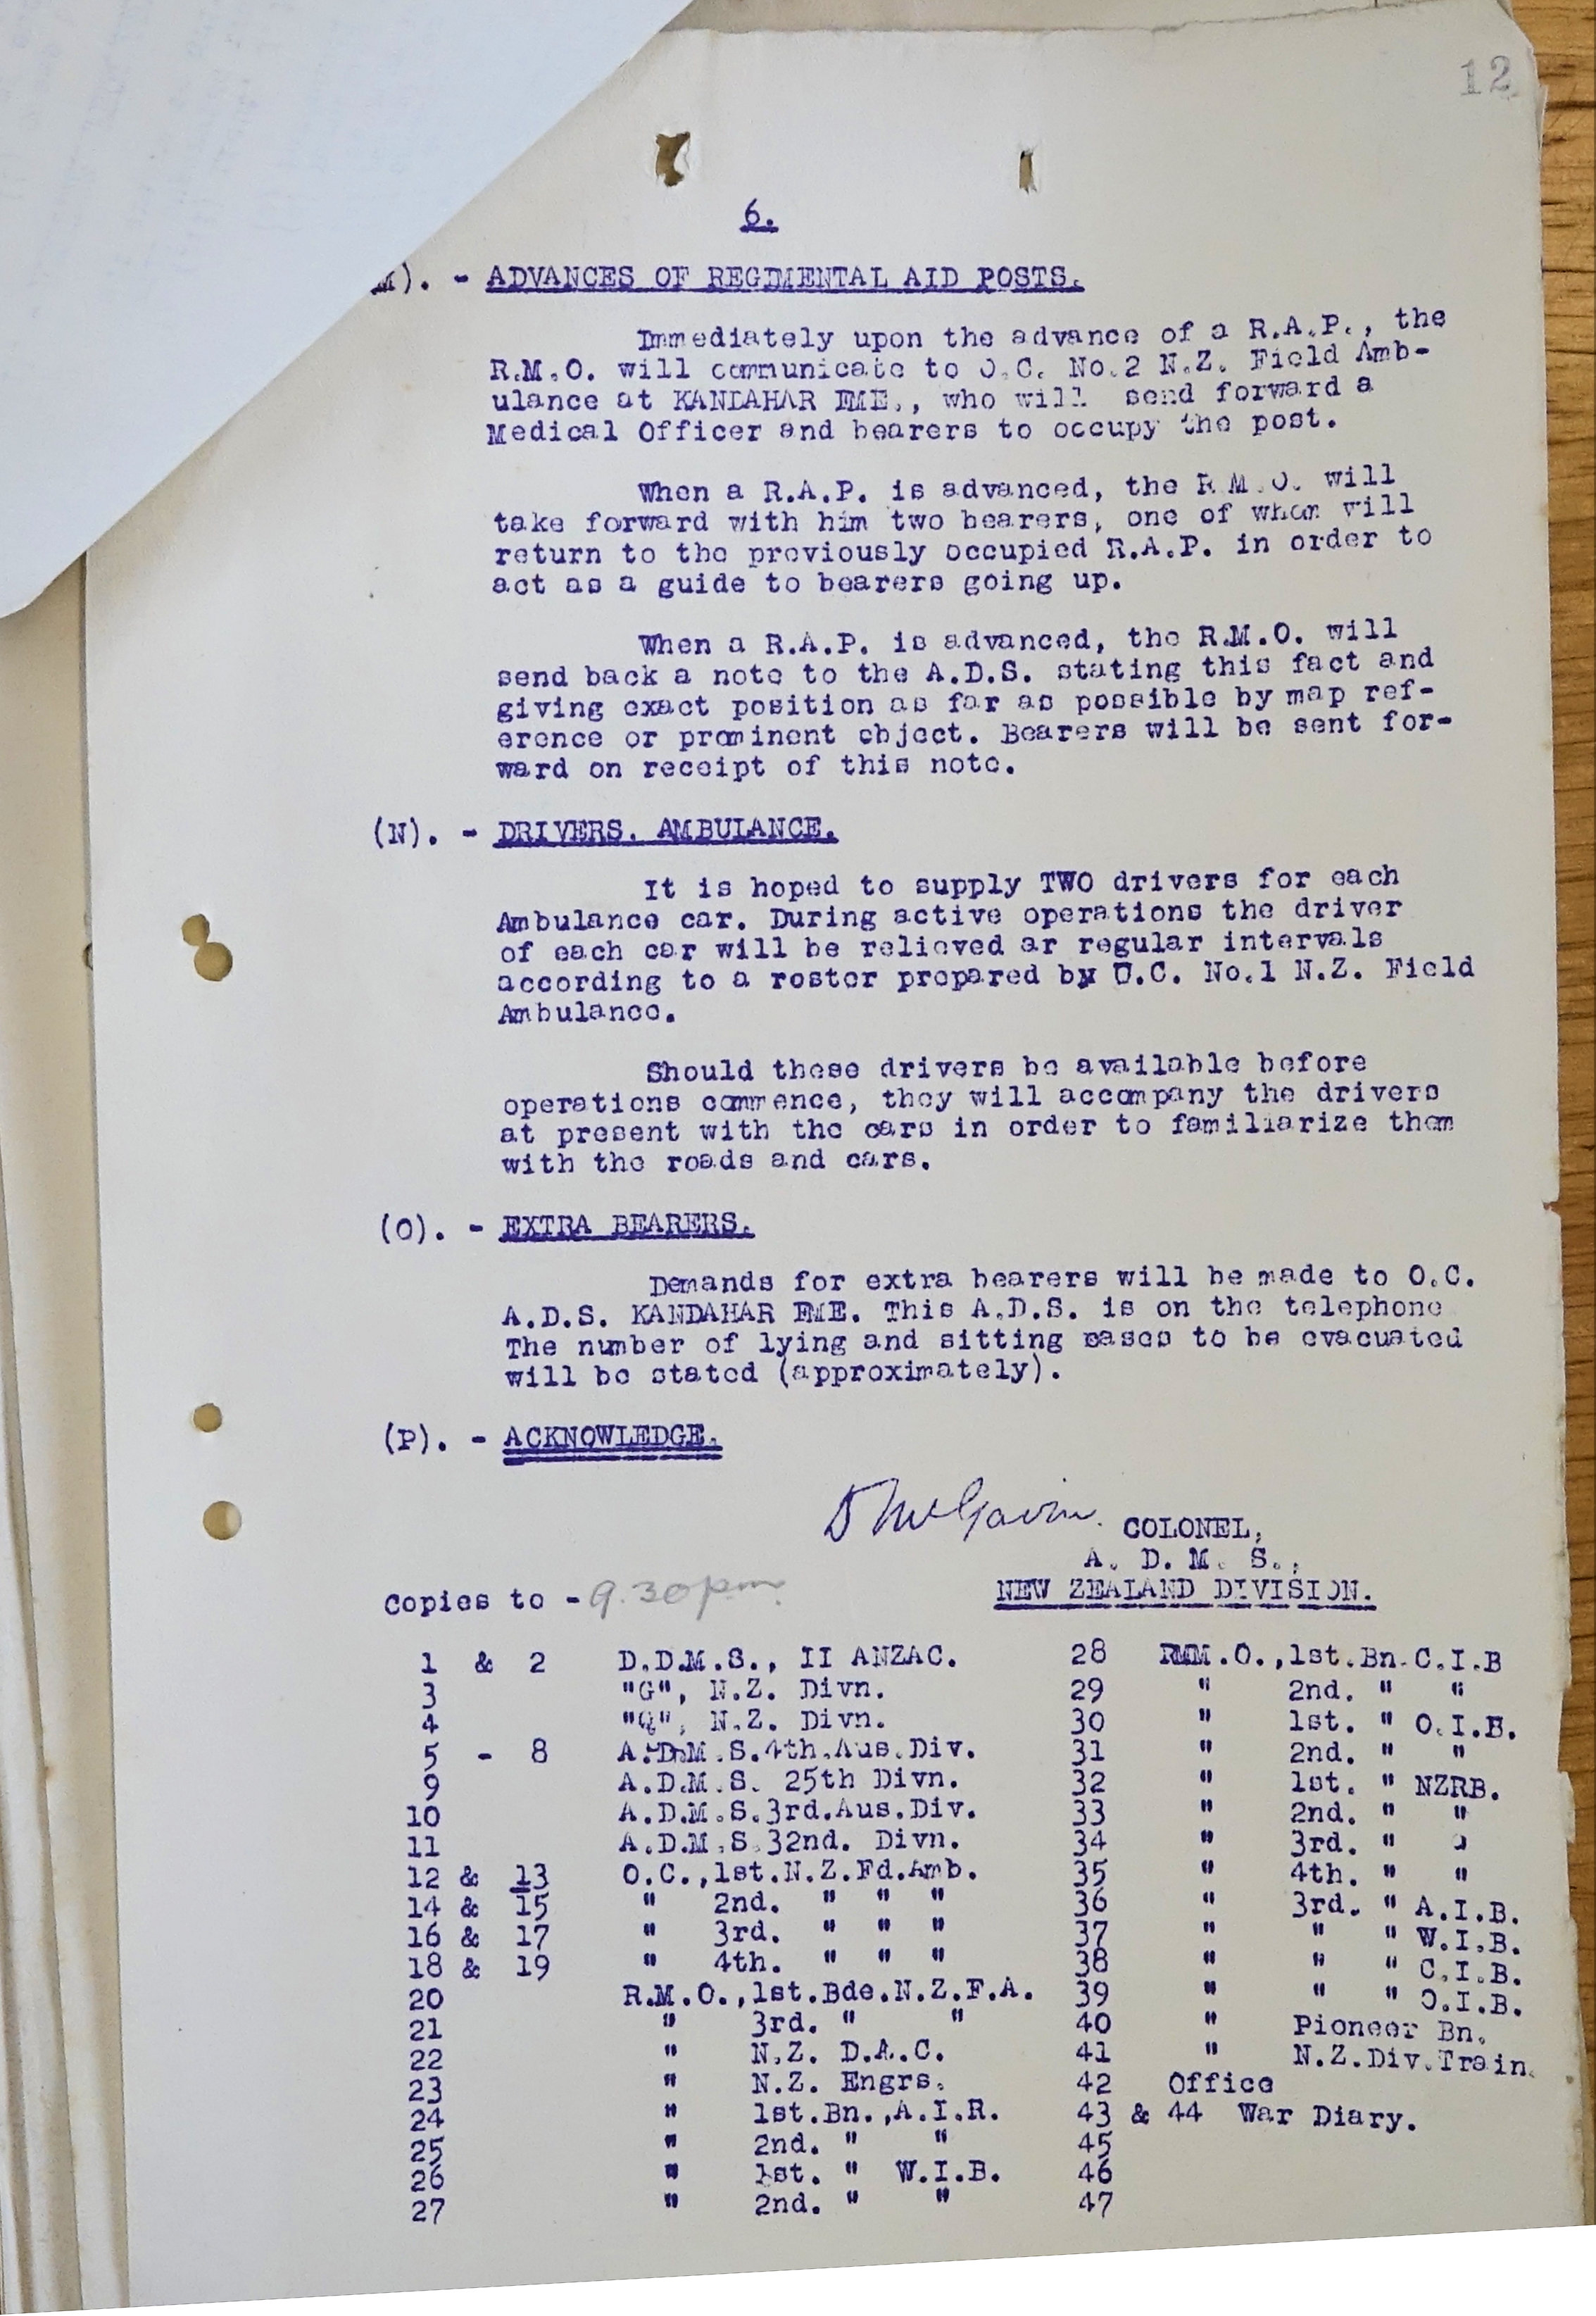 12
6.
(M). - ADVANCES OF REGIMENTAL AID POSTS.
Immediately upon the advance of a R.A.P., the
R.M.O. will communicate to O.C. No.2 N.Z. Field Amb-
ulance at KANDAHAR FME., who will send forward a
Medical Officer and bearers to occupy the post.
When a R.A.P. is advanced, the R.M.O. will
take forward with him two bearers, one of whom will
return to the previously occupied R.A.P. in order to
act as a guide to bearers going up.
When a R.A.P. is advanced, the R.M.O. will
send back a note to the A.D.S. stating this fact and
giving exact position as far as possible by map ref-
erence or prominent object. Bearers will be sent for-
ward on receipt of this note.
(N). - DRIVERS. AMBULANCE.
It is hoped to supply TWO drivers for each
Ambulance car. During active operations the driver
of each car will be relieved ar regular intervals
according to a roster prepared by O.C. No.1 N.Z. Field
Ambulance.
Should these drivers be available before
operations commence, they will accompany the drivers
at present with the cars in order to familiarize them
with the roads and cars.
(O). - EXTRA BEARERS.
Demands for extra bearers will be made to O.C.
A.D.S. KANDAHAR FME. This A.D.S. is on the telephone
The number of lying and sitting cases to be evacuated
will be stated (approximately).
(P). - ACKNOWLEDGE.
D McGavin. COLONEL,
A. D. M. S.,
Copies to - 9.30pm. NEW ZEALAND DIVISION.
1 & 2 D.D.M.S., II ANZAC. 28 RMM.O.,1st.Bn.C.I.B
3 "G", N.Z. Divn. 29 " 2nd. " "
4 "Q", N.Z. Divn. 30 " 1st. " O.I.B.
5 - 8 A.D.M.S.4th.Aus.Div. 31 " 2nd. " "
9 A.D.M.S. 25th Divn. 32 " 1st. " NZRB.
10 A.D.M.S.3rd.Aus.Div. 33 " 2nd. " "
11 A.D.M.S.32nd. Divn. 34 " 3rd. " "
12 & 13 O.C.,1st.N.Z.Fd.Amb. 35 " 4th. " "
14 & 15 " 2nd. " " " 36 " 3rd. " A.I.B.
16 & 17 " 3rd. " " " 37 " " " W.I.B.
18 & 19 " 4th. " " " 38 " " " C.I.B.
20 R.M.O.,1st.Bde.N.Z.F.A. 39 " " " O.I.B.
21 " 3rd. " " 40 " Pioneer Bn.
22 " N.Z. D.A.C. 41 " N.Z.Div.Train.
23 " N.Z. Engrs. 42 Office
24 " 1st.Bn.,A.I.R. 43 & 44 War Diary.
25 " 2nd. " " 45
26 " 1st. " W.I.B. 46
27 " 2nd. " " 47